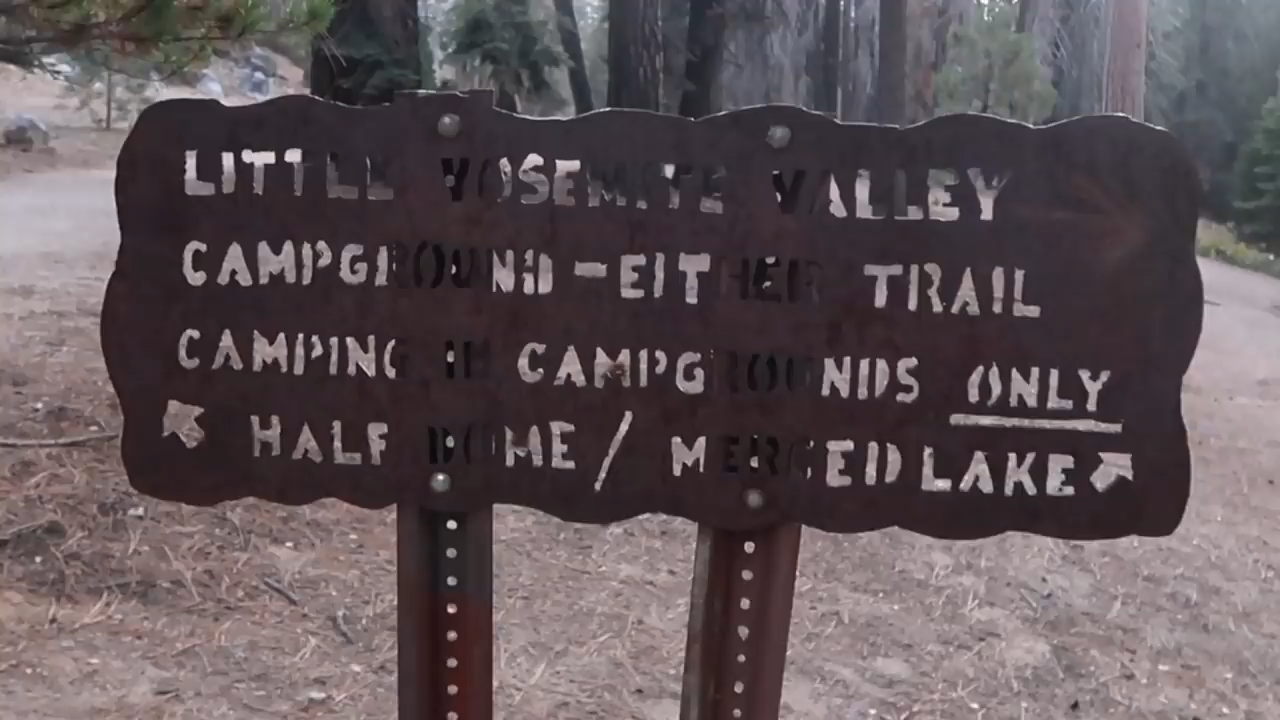 LITTLE YOSEMITE VALLEY
CAMPGROUND - EITHER TRAIL
CAMPING IN CAMPGROUNDS ONLY
HALF DOME / MERCED LAKE